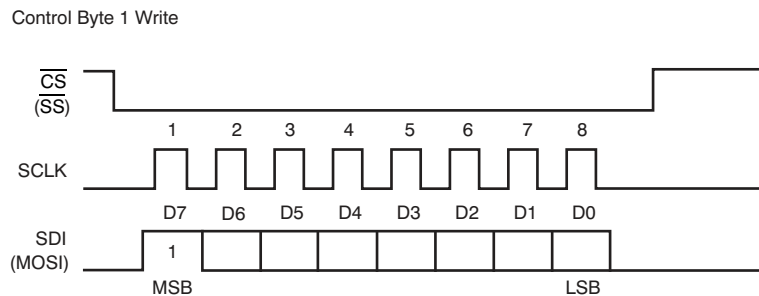 Control Byte 1 Write
CS
(SS)
1 2 3 4 5 6 7 8
SCLK
D7 D6 D5 D4 D3 D2 D1 D0
SDI
(MOSI)
1
MSB LSB